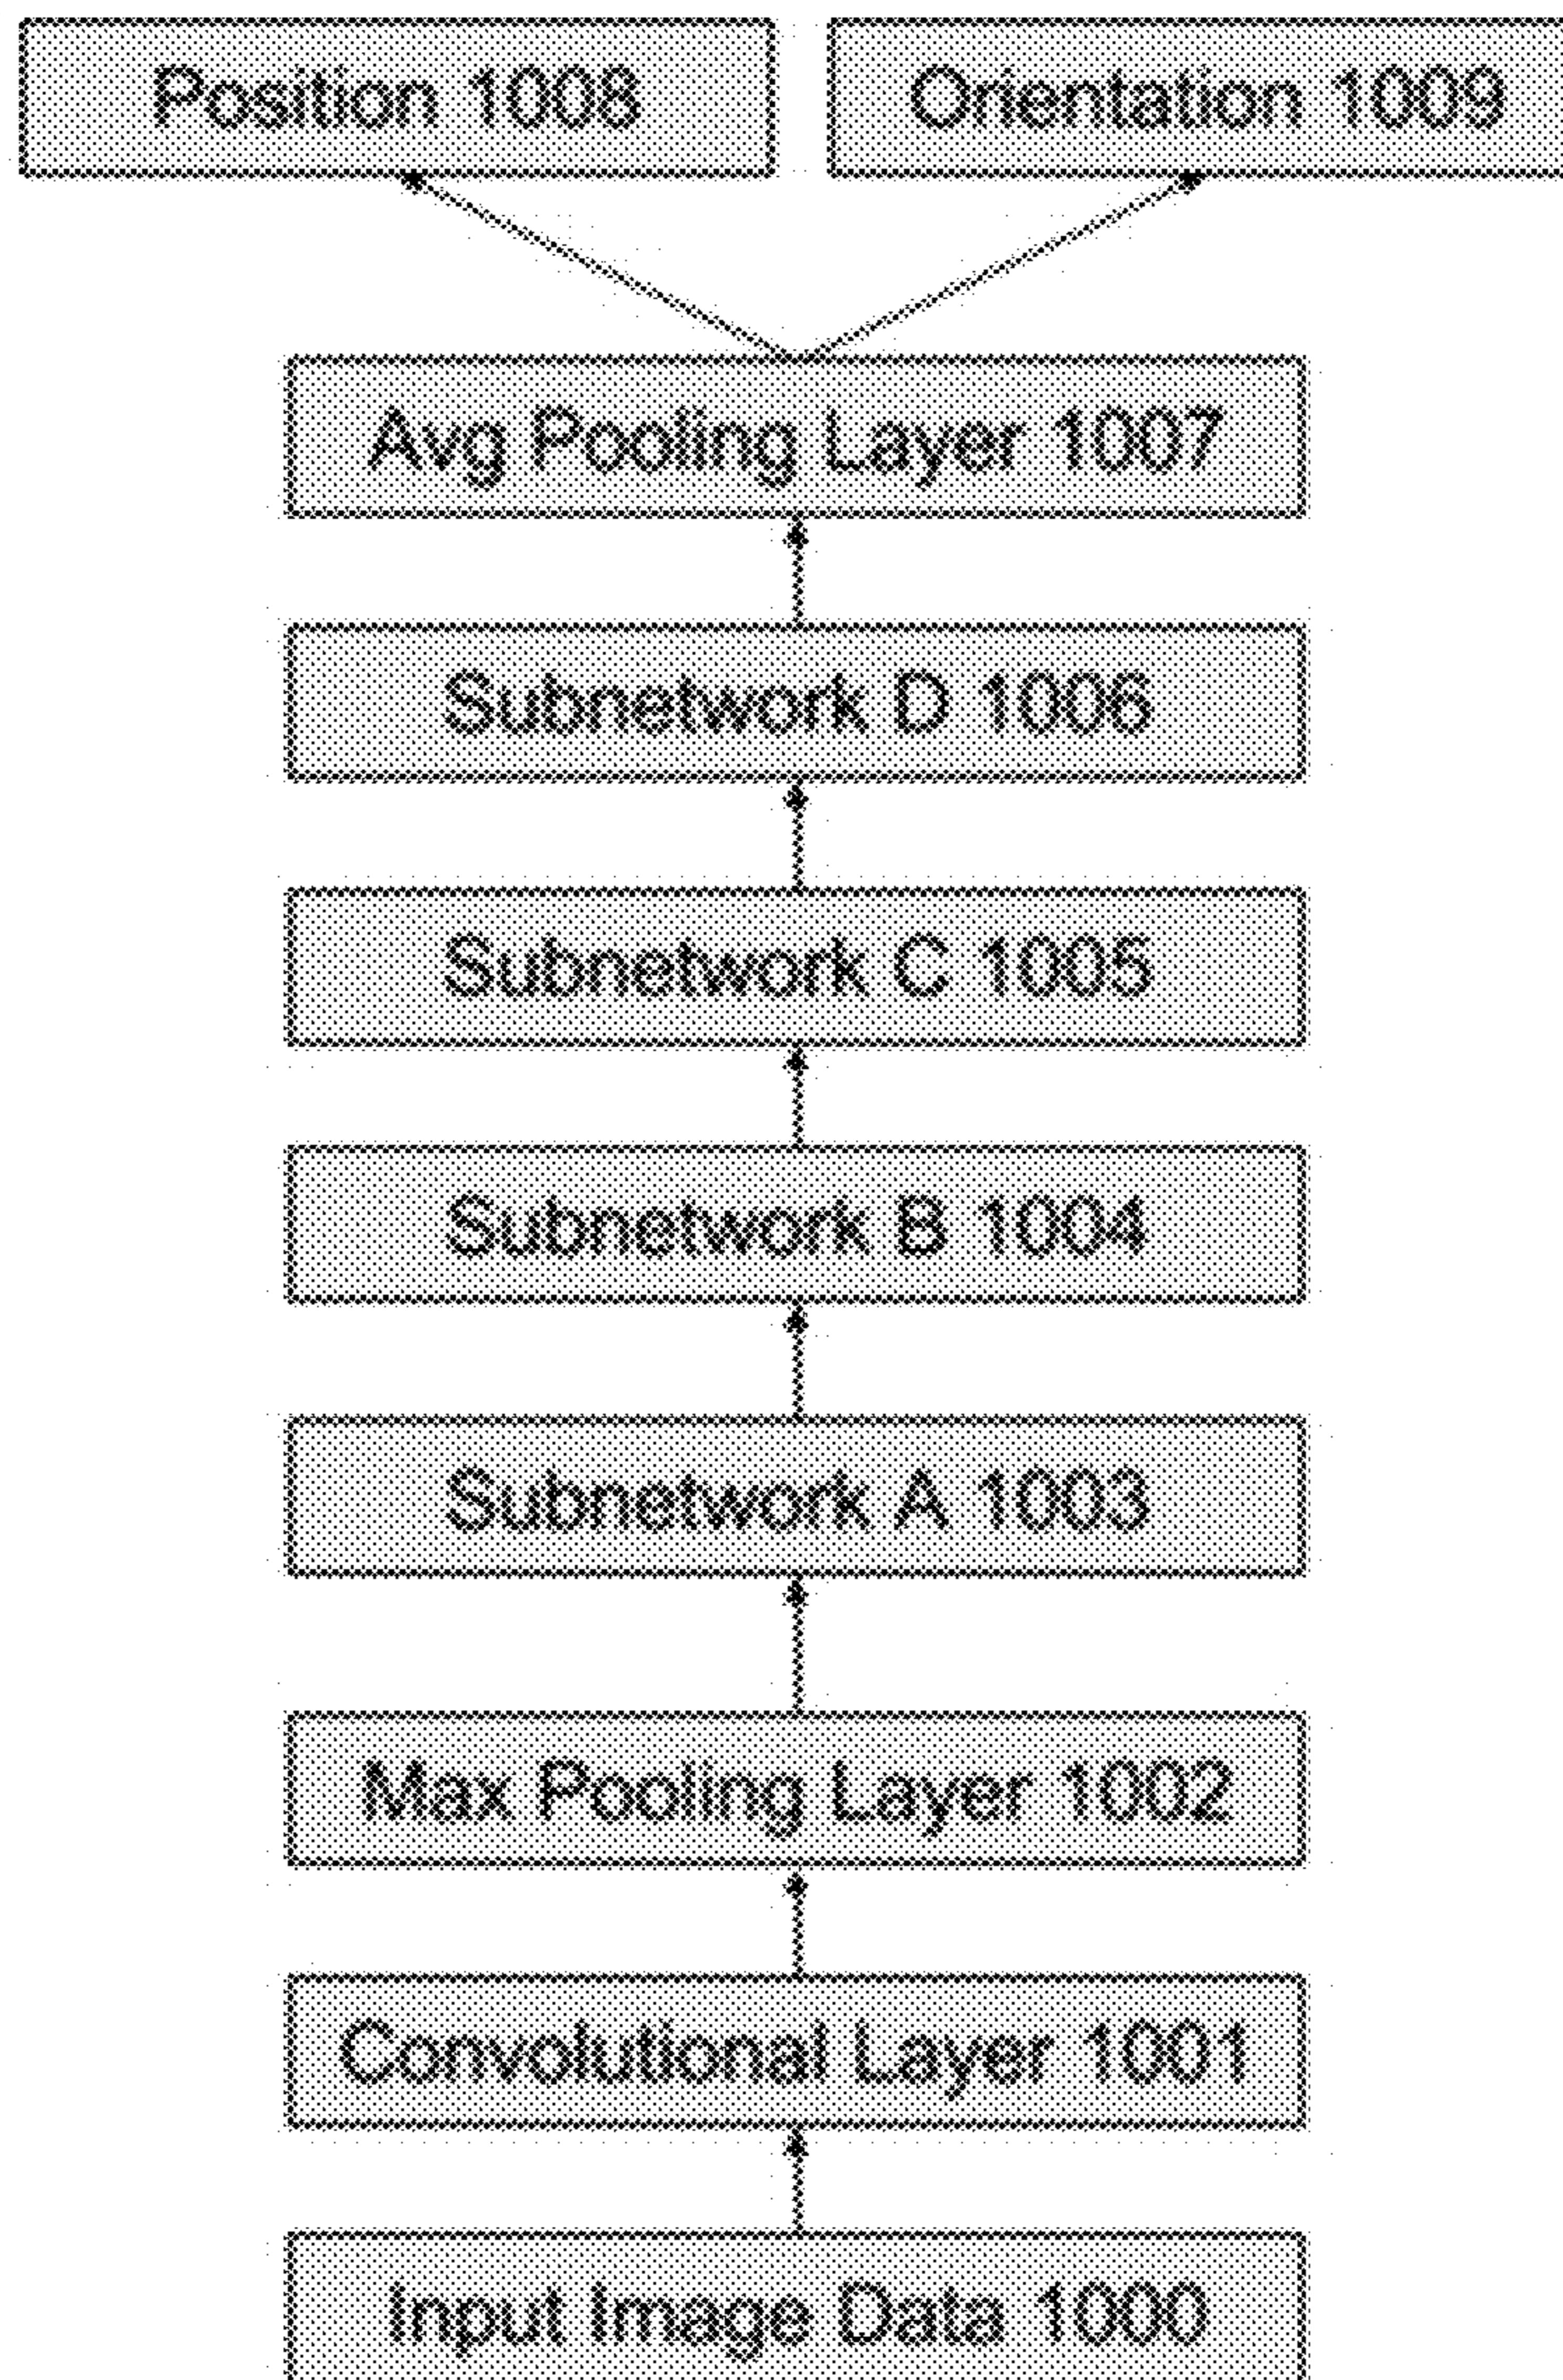 Position 1008 Orientation 1009
Avg Pooling Layer 1007
Subnetwork D 1006
Subnetwork C 1005
Subnetwork B 1004
Subnetwork A 1003
Max Pooling Layer 1002
Convolutional Layer 1001
Input Image Data 1000